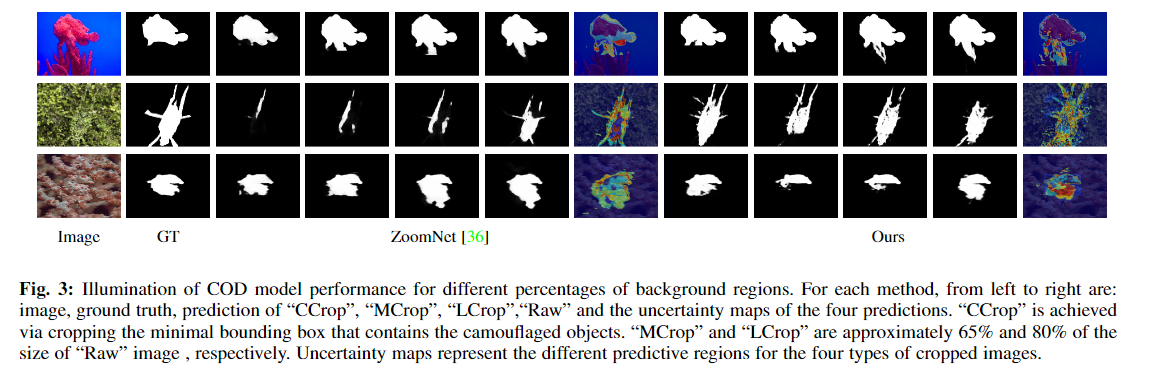 Image GT ZoomNet [36] Ours
Fig. 3: Illumination of COD model performance for different percentages of background regions. For each method, from left to right are:
image, ground truth, prediction of “CCrop”, “MCrop”, “LCrop”,“Raw” and the uncertainty maps of the four predictions. “CCrop” is achieved
via cropping the minimal bounding box that contains the camouflaged objects. “MCrop” and “LCrop” are approximately 65% and 80% of the
size of “Raw” image , respectively. Uncertainty maps represent the different predictive regions for the four types of cropped images.